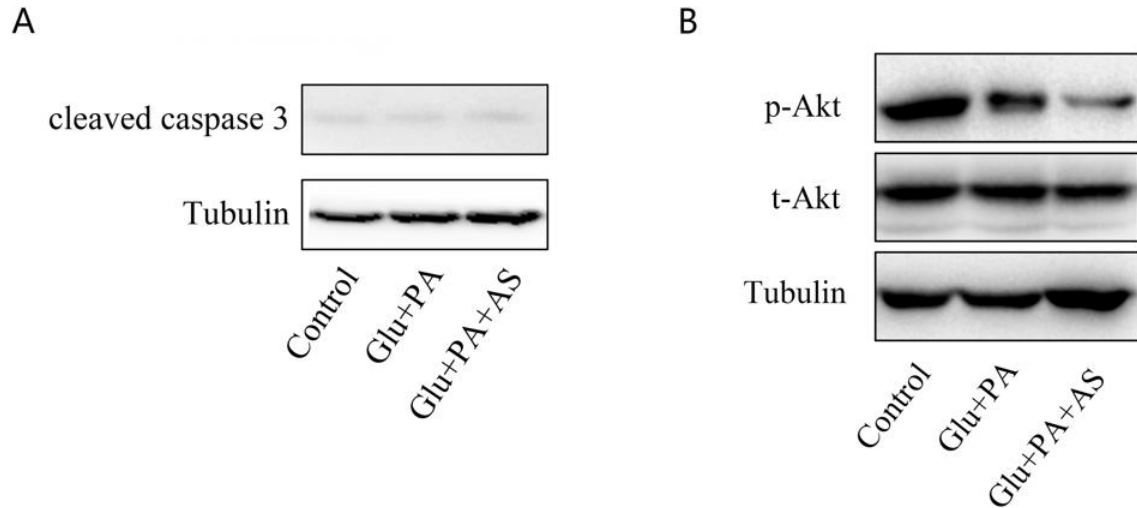 A
cleaved caspase 3
Tubulin
Control
Glu+PA
Glu+PA+AS
B
p-Akt
t-Akt
Tubulin
Control
Glu+PA
Glu+PA+AS